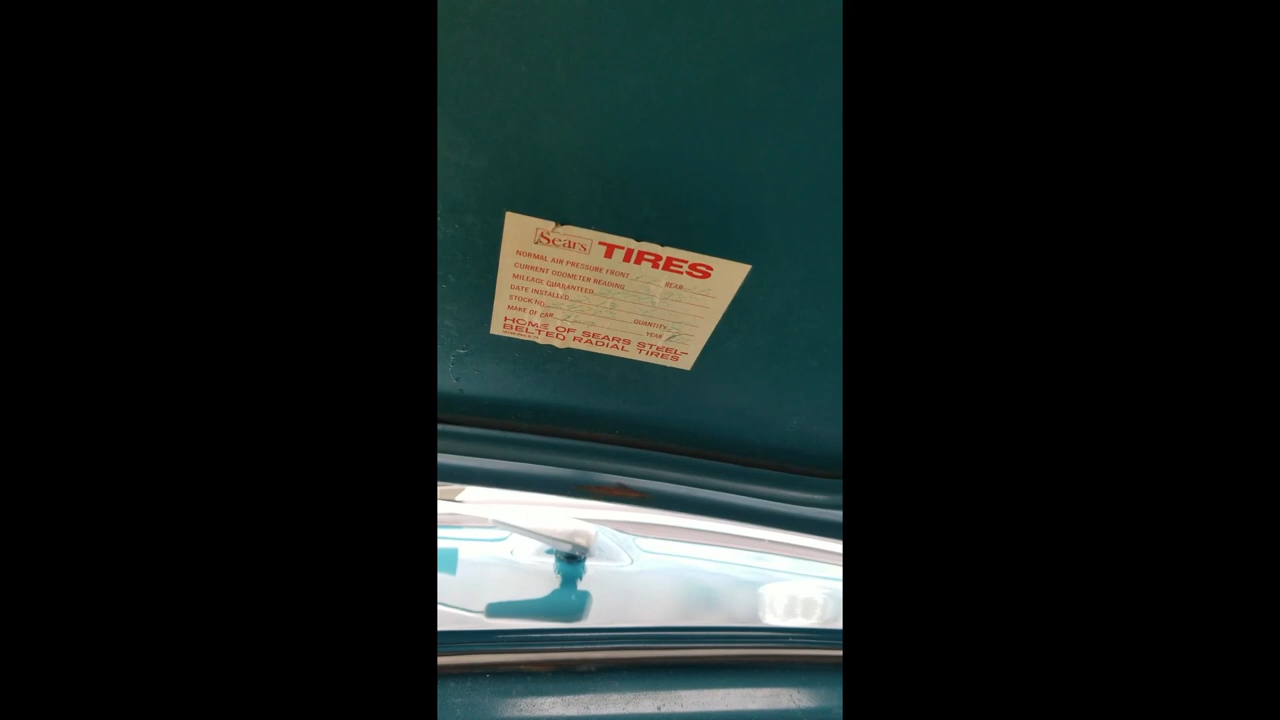 Sears TIRES
NORMAL AIR PRESSURE FRONT REAR
CURRENT ODOMETER READING
MILEAGE GUARANTEED
DATE INSTALLED
STOCK NO. QUANTITY
MAKE OF CAR YEAR
HOME OF SEARS STEEL-
BELTED RADIAL TIRES